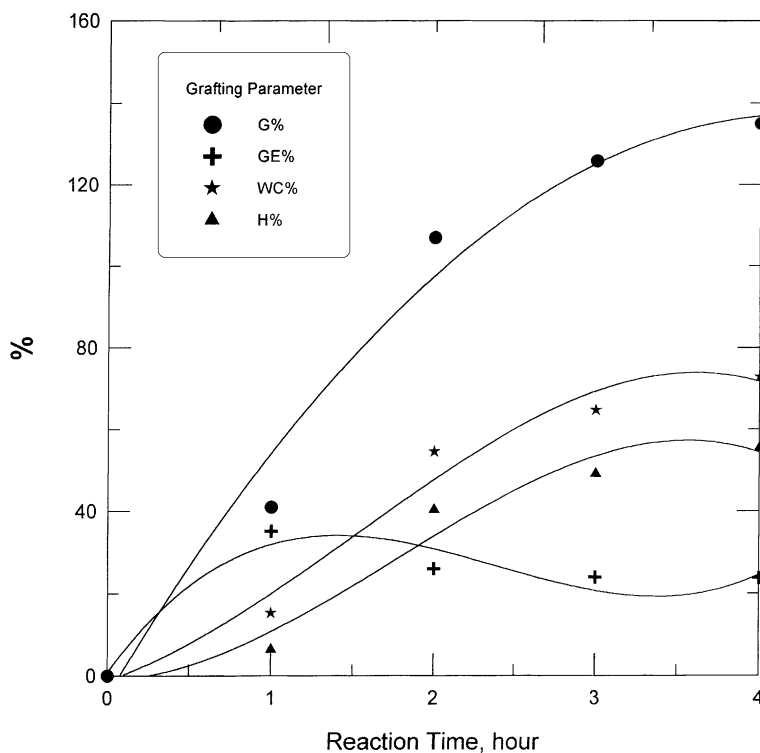 160
Grafting Parameter
G%
GE%
WC%
H%
120
%
80
40
0
0 1 2 3 4
Reaction Time, hour